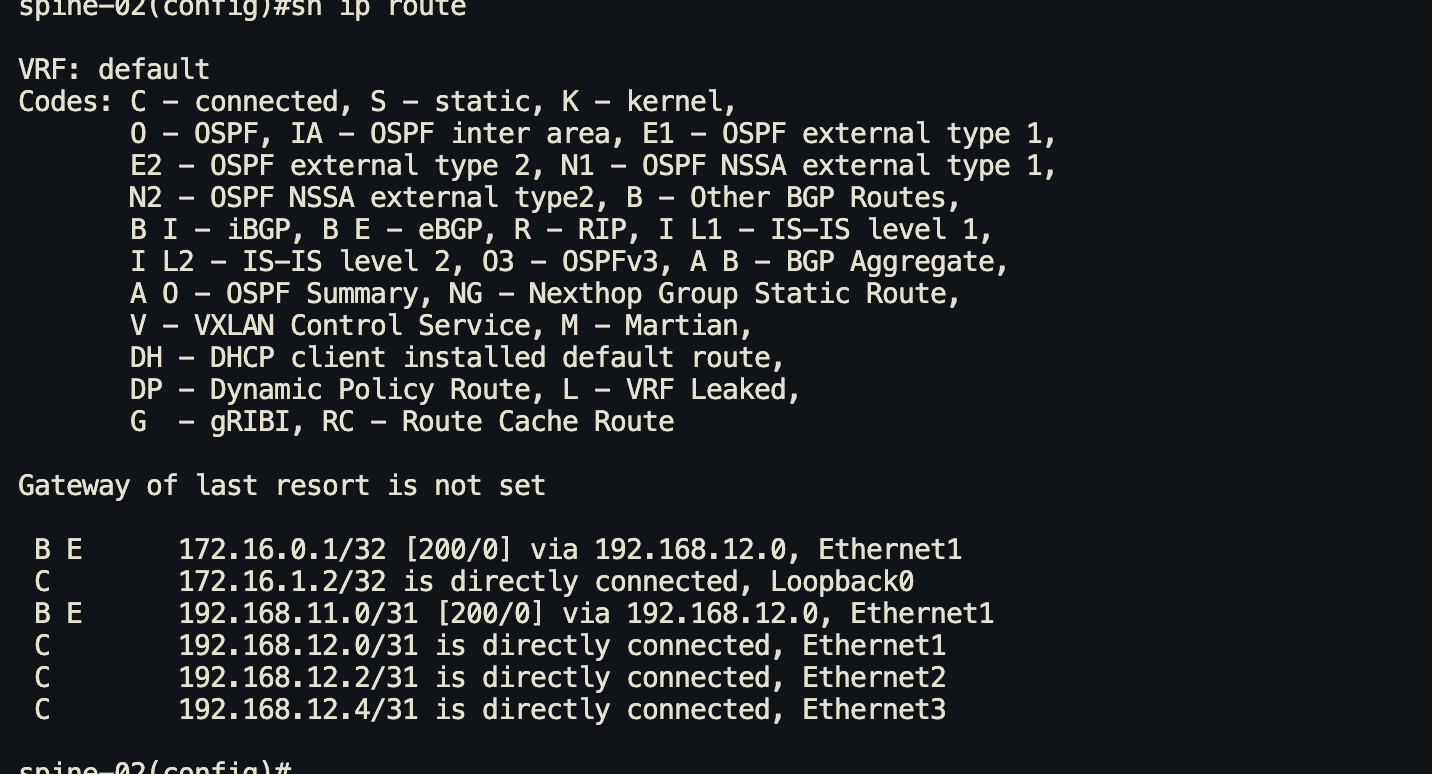 spine-02(config)#sh ip route
VRF: default
Codes: C - connected, S - static, K - kernel,
O - OSPF, IA - OSPF inter area, E1 - OSPF external type 1,
E2 - OSPF external type 2, N1 - OSPF NSSA external type 1,
N2 - OSPF NSSA external type2, B - Other BGP Routes,
B I - iBGP, B E - eBGP, R - RIP, I L1 - IS-IS level 1,
I L2 - IS-IS level 2, O3 - OSPFv3, A B - BGP Aggregate,
A O - OSPF Summary, NG - Nexthop Group Static Route,
V - VXLAN Control Service, M - Martian,
DH - DHCP client installed default route,
DP - Dynamic Policy Route, L - VRF Leaked,
G  - gRIBI, RC - Route Cache Route
Gateway of last resort is not set
B E      172.16.0.1/32 [200/0] via 192.168.12.0, Ethernet1
C        172.16.1.2/32 is directly connected, Loopback0
B E      192.168.11.0/31 [200/0] via 192.168.12.0, Ethernet1
C        192.168.12.0/31 is directly connected, Ethernet1
C        192.168.12.2/31 is directly connected, Ethernet2
C        192.168.12.4/31 is directly connected, Ethernet3
spine-02(config)#